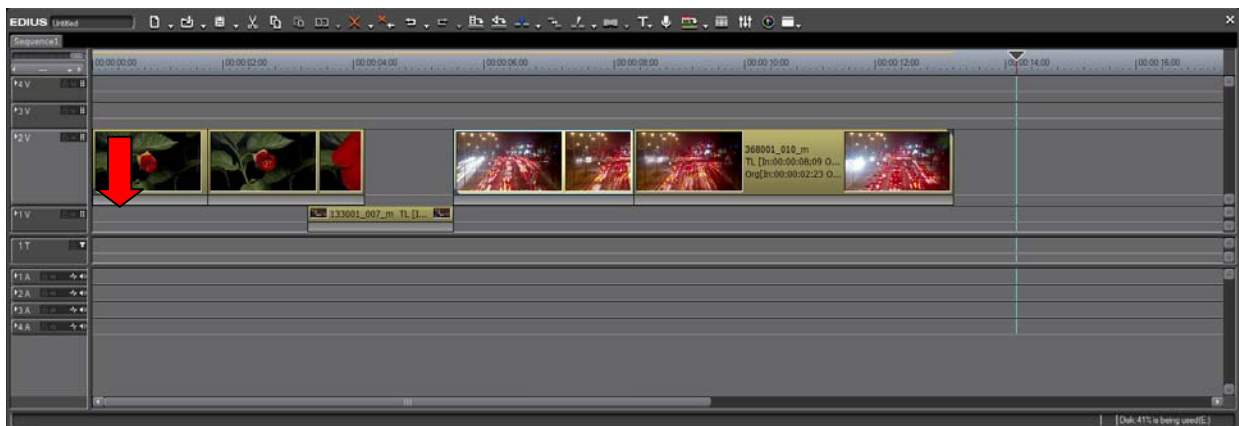 EDIUS Untitled
Sequence1
00:00:00:00 00:00:02:00 00:00:04:00 00:00:06:00 00:00:08:00 00:00:10:00 00:00:12:00 00:00:14:00 00:00:16:00
4 V
3 V
2 V
368001_010_m
TL [In:00:00:08;09 O...
Org[In:00:00:02:23 O...
1 V
133001_007_m TL [I...
1 T
1 A
2 A
3 A
4 A
Disk: 41% is being used(E:)